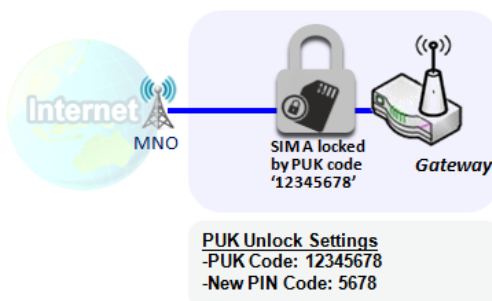 Internet
MNO
SIM A locked
by PUK code
‘12345678’
Gateway
PUK Unlock Settings
-PUK Code: 12345678
-New PIN Code: 5678